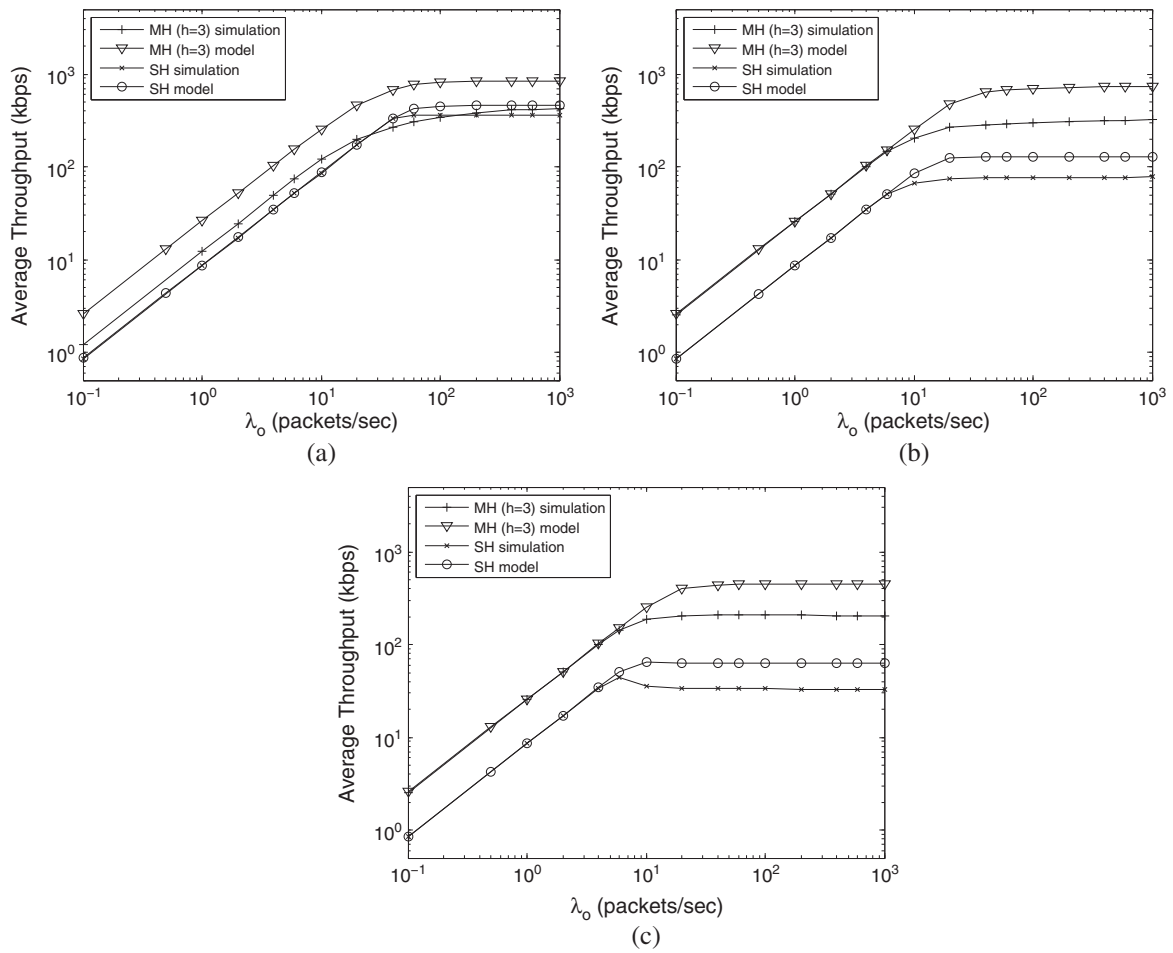 MH (h=3) simulation
MH (h=3) model
SH simulation
SH model
Average Throughput (kbps)
10³
10²
10¹
10⁰
10⁻¹ 10⁰ 10¹ 10² 10³
λₒ (packets/sec)
(a)
MH (h=3) simulation
MH (h=3) model
SH simulation
SH model
Average Throughput (kbps)
10³
10²
10¹
10⁰
10⁻¹ 10⁰ 10¹ 10² 10³
λₒ (packets/sec)
(b)
MH (h=3) simulation
MH (h=3) model
SH simulation
SH model
Average Throughput (kbps)
10³
10²
10¹
10⁰
10⁻¹ 10⁰ 10¹ 10² 10³
λₒ (packets/sec)
(c)